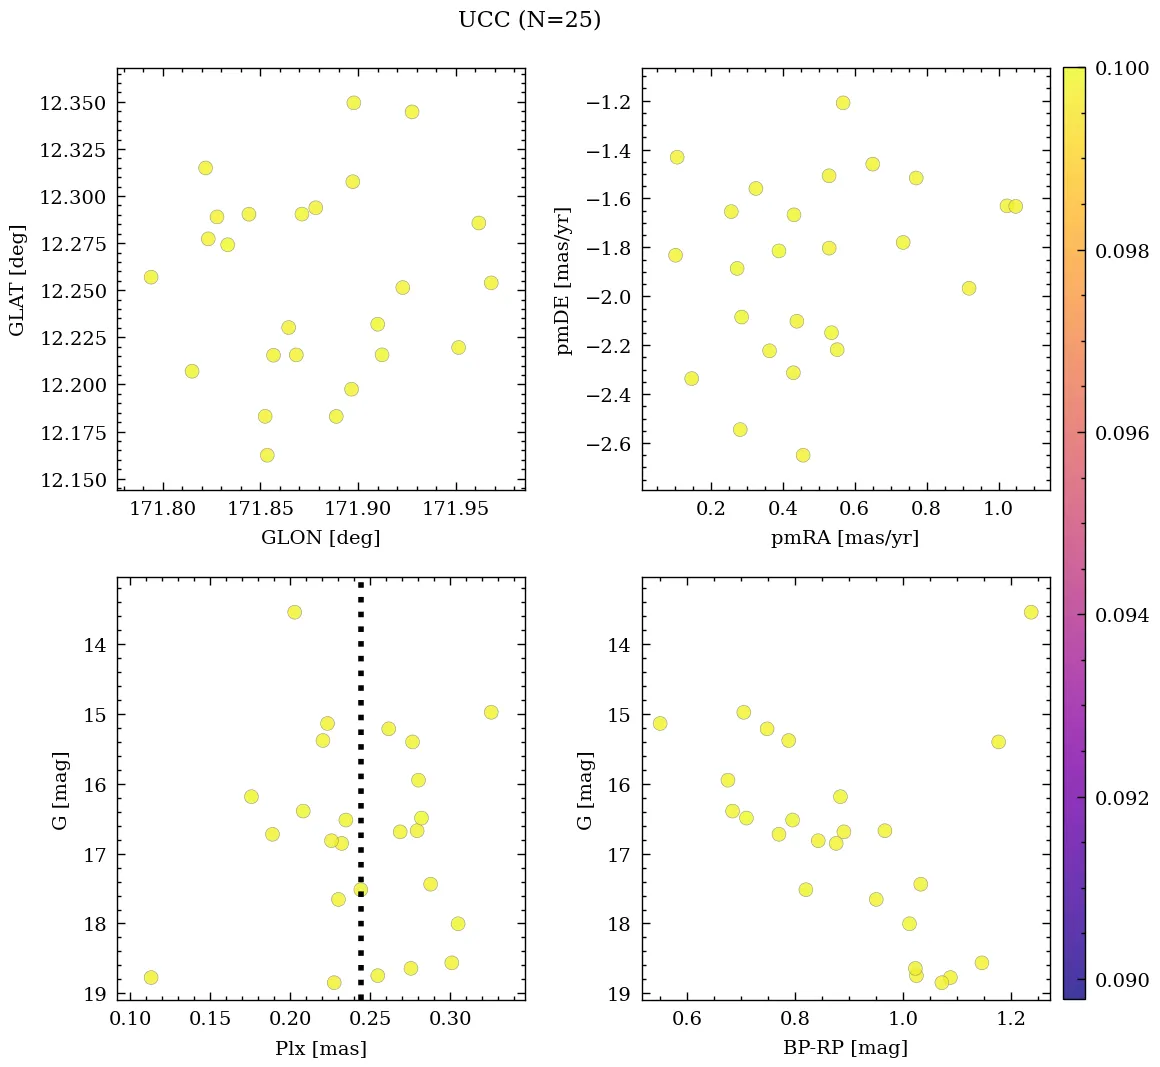 UCC (N=25)
12.350
12.325
12.300
12.275
12.250
12.225
12.200
12.175
12.150
GLAT [deg]
171.80 171.85 171.90 171.95
GLON [deg]
−1.2
−1.4
−1.6
−1.8
−2.0
−2.2
−2.4
−2.6
pmDE [mas/yr]
0.2 0.4 0.6 0.8 1.0
pmRA [mas/yr]
0.100
0.098
0.096
0.094
0.092
0.090
14
15
16
17
18
19
G [mag]
0.10 0.15 0.20 0.25 0.30
Plx [mas]
14
15
16
17
18
19
G [mag]
0.6 0.8 1.0 1.2
BP-RP [mag]